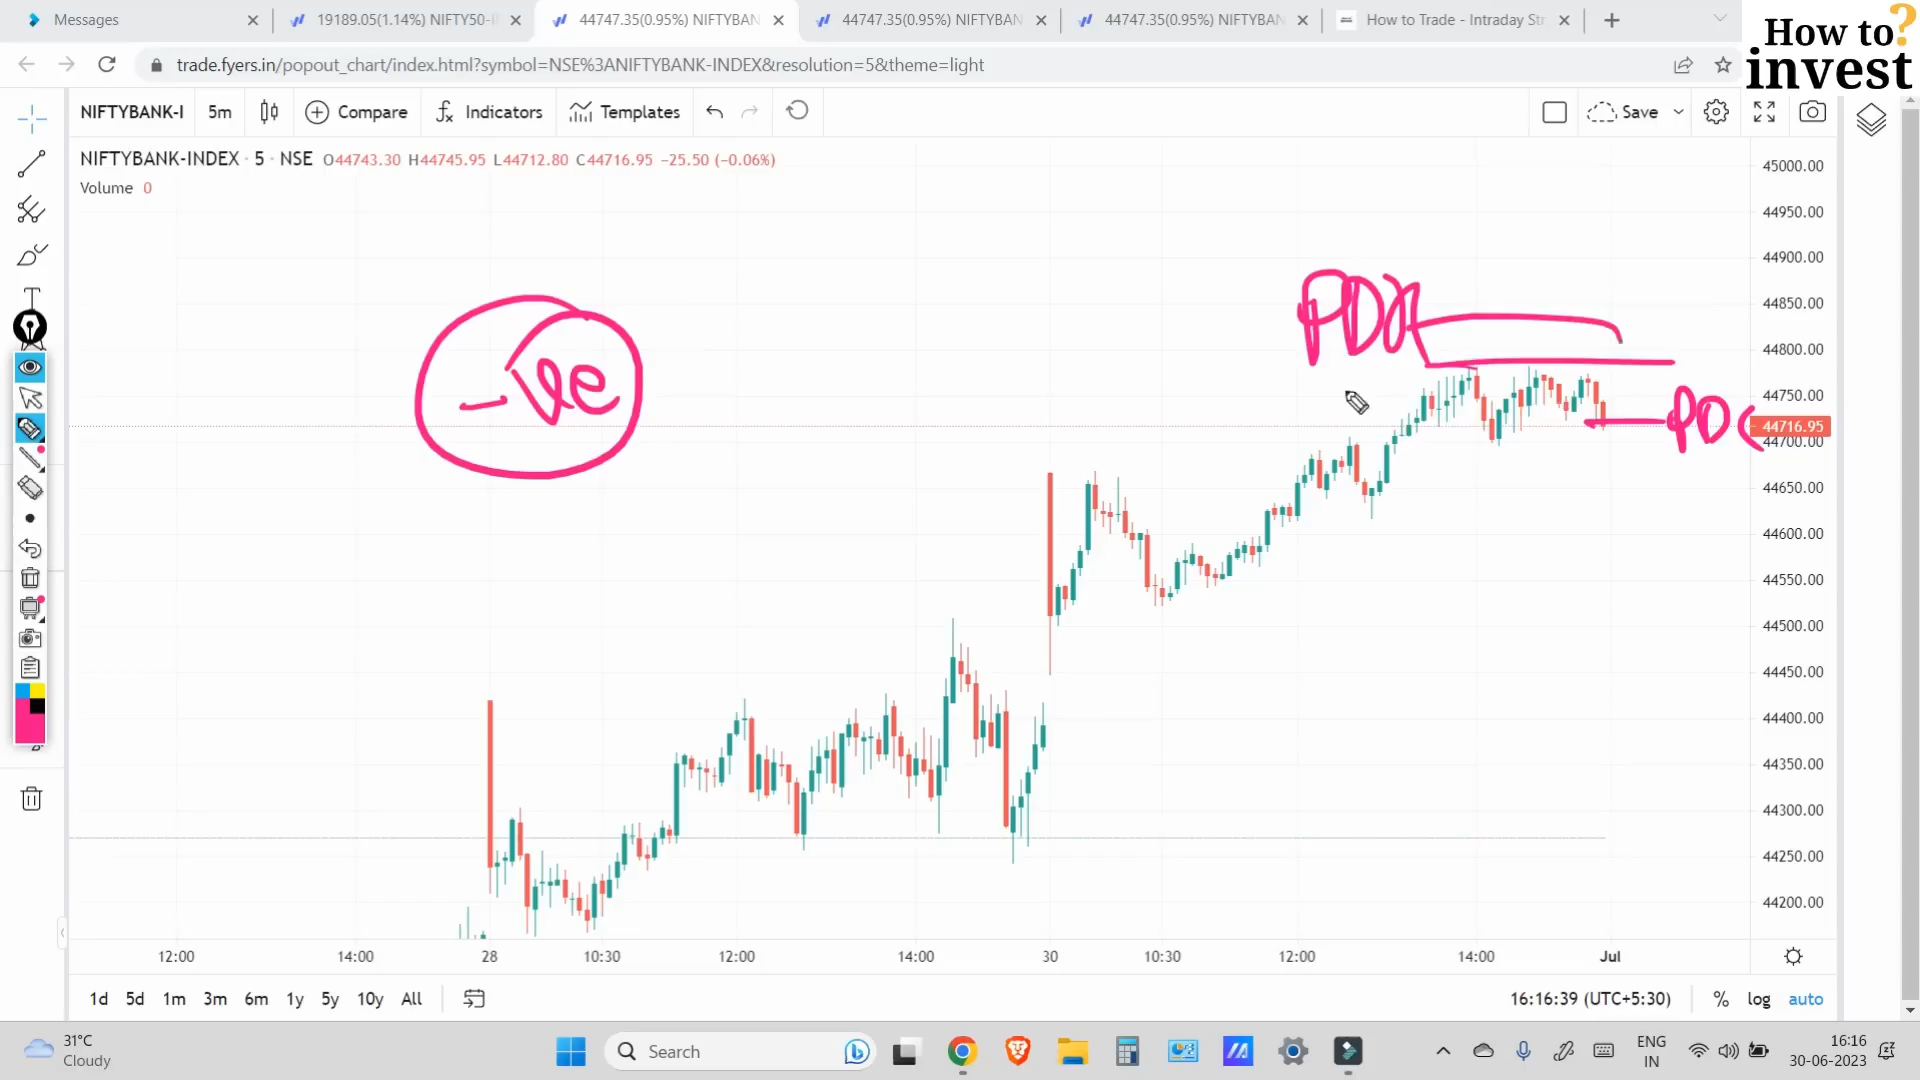 Messages
19189.05(1.14%) NIFTY50-I
44747.35(0.95%) NIFTYBAN
44747.35(0.95%) NIFTYBAN
44747.35(0.95%) NIFTYBAN
How to Trade - Intraday Str
How to?
invest
trade.fyers.in/popout_chart/index.html?symbol=NSE%3ANIFTYBANK-INDEX&resolution=5&theme=light
NIFTYBANK-I
5m
Compare
Indicators
Templates
Save
NIFTYBANK-INDEX · 5 · NSE O44743.30 H44745.95 L44712.80 C44716.95 −25.50 (−0.06%)
Volume 0
45000.00
44950.00
44900.00
44850.00
44800.00
44750.00
44716.95
44700.00
44650.00
44600.00
44550.00
44500.00
44450.00
44400.00
44350.00
44300.00
44250.00
44200.00
-ve
PDH
PDC
12:00 14:00 28 10:30 12:00 14:00 30 10:30 12:00 14:00 Jul
1d 5d 1m 3m 6m 1y 5y 10y All
16:16:39 (UTC+5:30) % log auto
31°C
Cloudy
Search
ENG
IN
16:16
30-06-2023